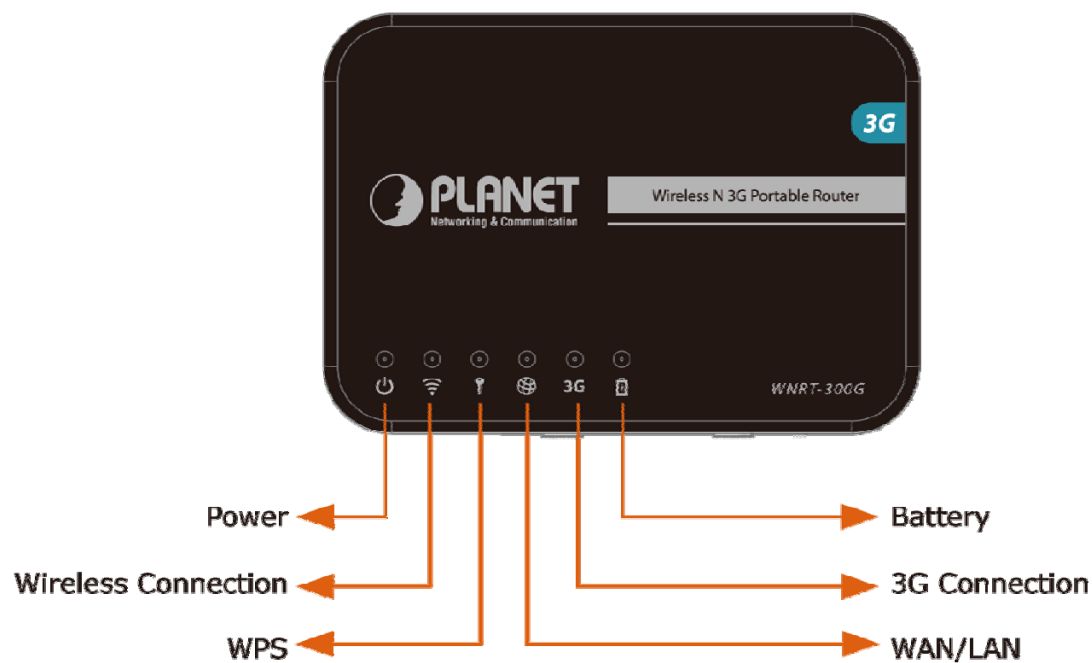 3G
PLANET
Networking & Communication
Wireless N 3G Portable Router
3G
WNRT-300G
Power
Battery
Wireless Connection
3G Connection
WPS
WAN/LAN